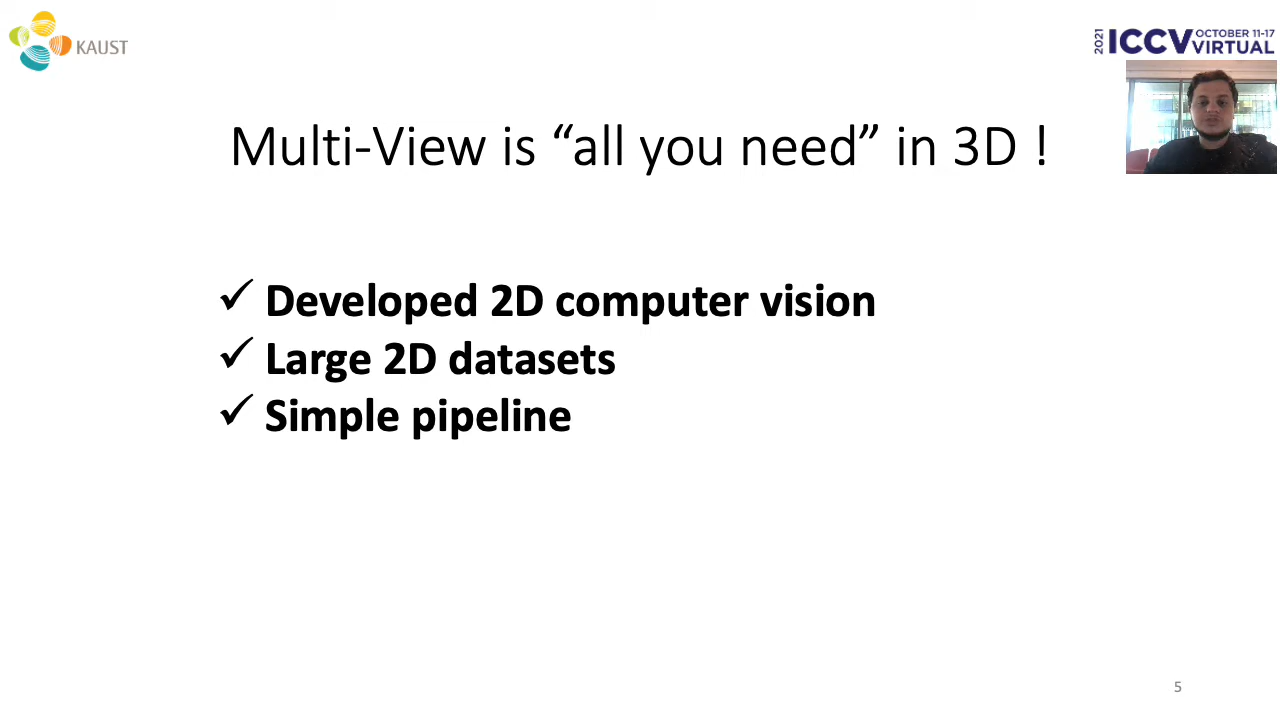 KAUST
2021 ICCV OCTOBER 11-17 VIRTUAL
Multi-View is “all you need” in 3D !
✓ Developed 2D computer vision
✓ Large 2D datasets
✓ Simple pipeline
5